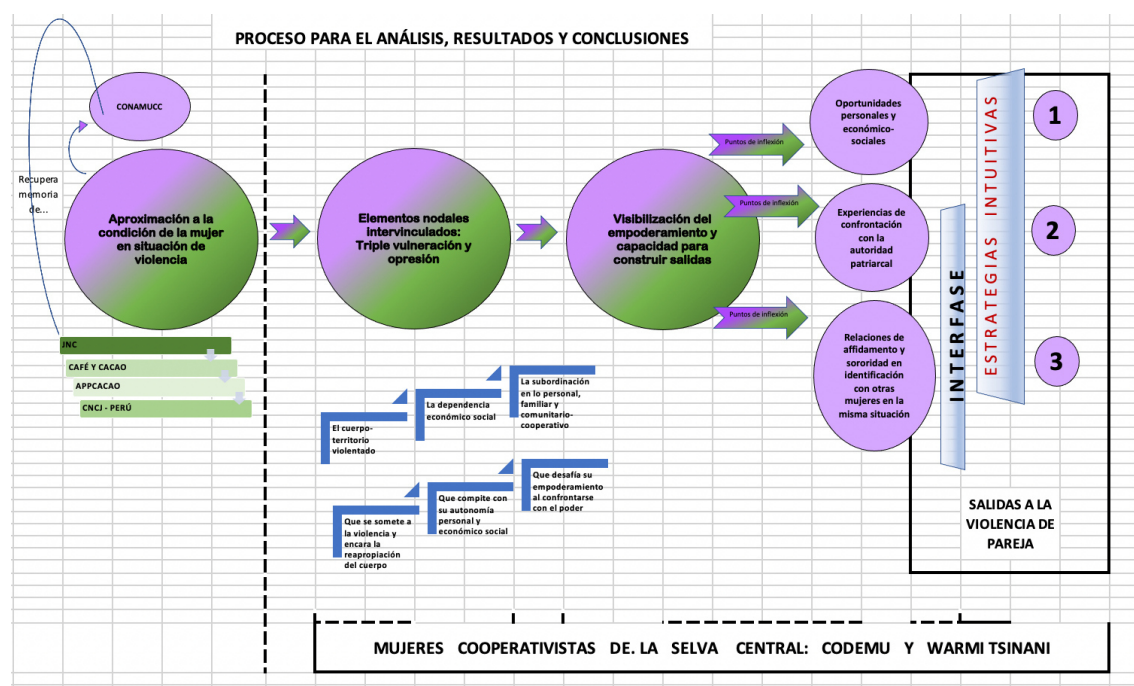 PROCESO PARA EL ANÁLISIS, RESULTADOS Y CONCLUSIONES
CONAMUCC
Recupera
memoria
de...
Aproximación a la
condición de la mujer
en situación de
violencia
JNC
CAFÉ Y CACAO
APPCACAO
CNCJ - PERÚ
Elementos nodales
intervinculados:
Triple vulneración y
opresión
El cuerpo-
territorio
violentado
La dependencia
económico social
La subordinación
en lo personal,
familiar y
comunitario-
cooperativo
Que se somete a
la violencia y
encara la
reapropiación
del cuerpo
Que compite con
su autonomía
personal y
económico social
Que desafía su
empoderamiento
al confrontarse
con el poder
Visibilización del
empoderamiento y
capacidad para
construir salidas
Puntos de inflexión
Puntos de inflexión
Puntos de inflexión
Oportunidades
personales y
económico-
sociales
Experiencias de
confrontación
con la
autoridad
patriarcal
Relaciones de
affidamento y
sororidad en
identificación
con otras
mujeres en la
misma situación
INTERFASE
ESTRATEGIAS INTUITIVAS
1
2
3
SALIDAS A LA
VIOLENCIA DE
PAREJA
MUJERES COOPERATIVISTAS DE. LA SELVA CENTRAL: CODEMU Y WARMI TSINANI